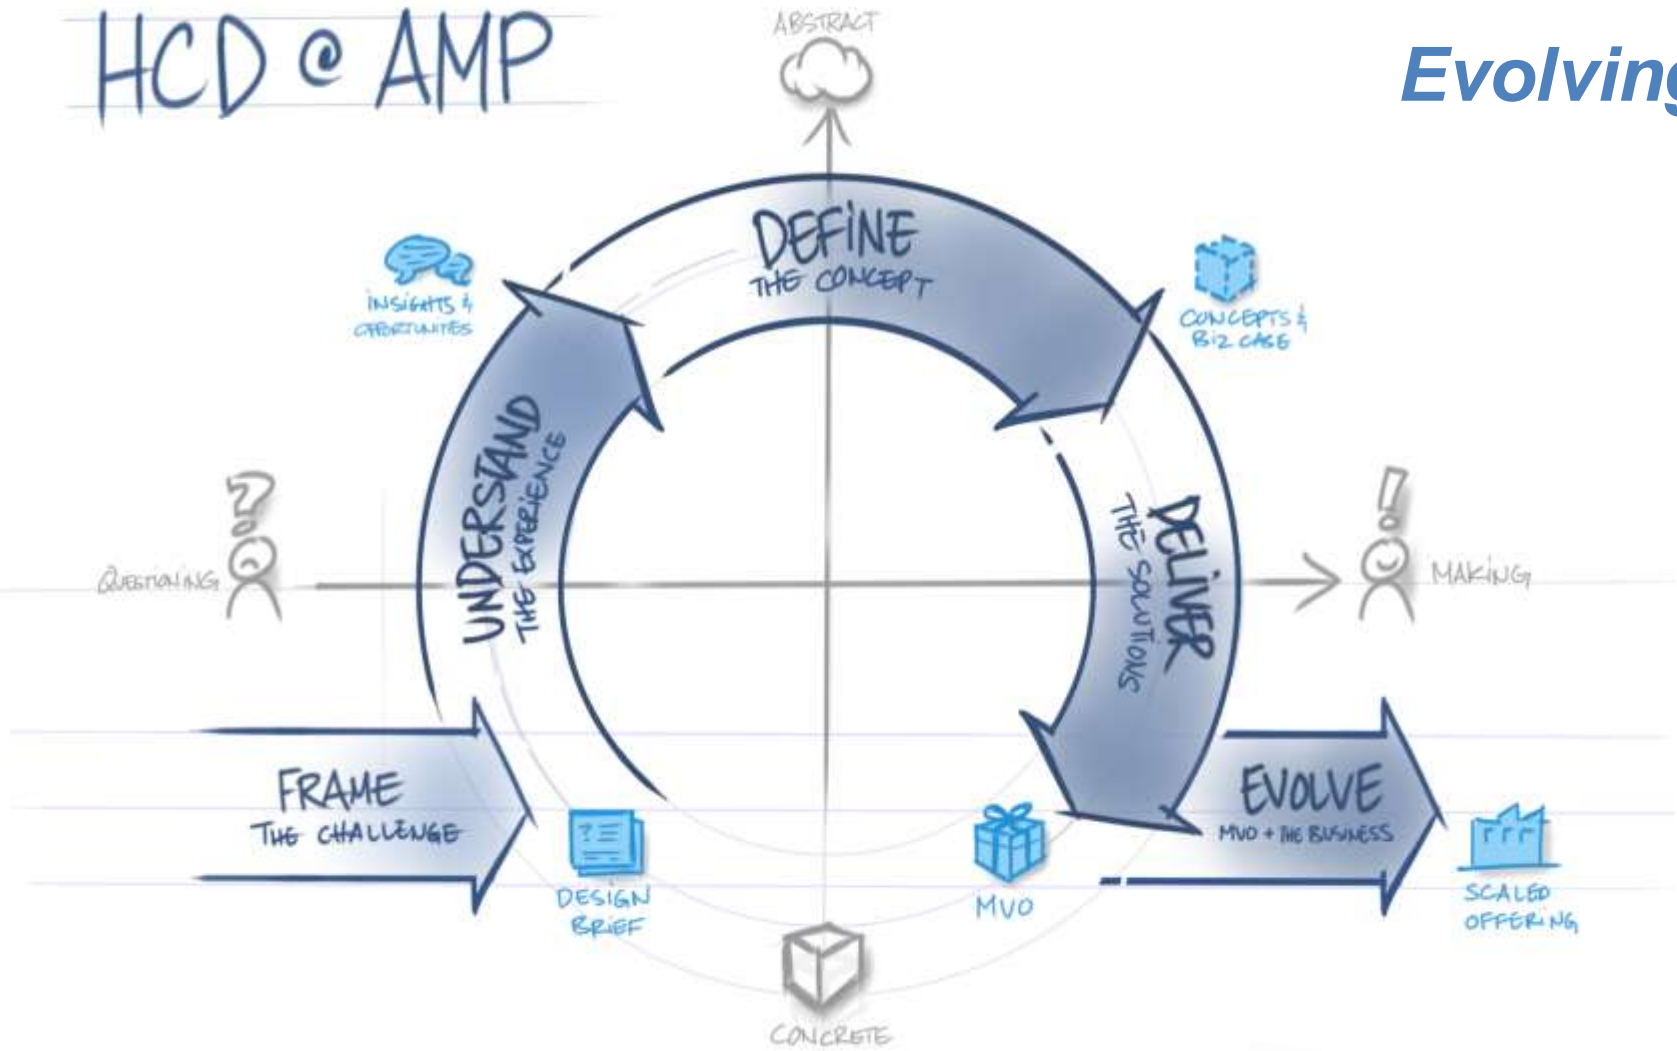 HCD @ AMP
Evolving
ABSTRACT
DEFINE
THE CONCEPT
INSIGHTS &
OPPORTUNITIES
CONCEPTS &
BIZ CASE
UNDERSTAND
THE EXPERIENCE
DELIVER
THE SOLUTIONS
?
!
QUESTIONING
MAKING
FRAME
THE CHALLENGE
EVOLVE
MVO + THE BUSINESS
?
DESIGN
BRIEF
MVO
SCALED
OFFERING
CONCRETE